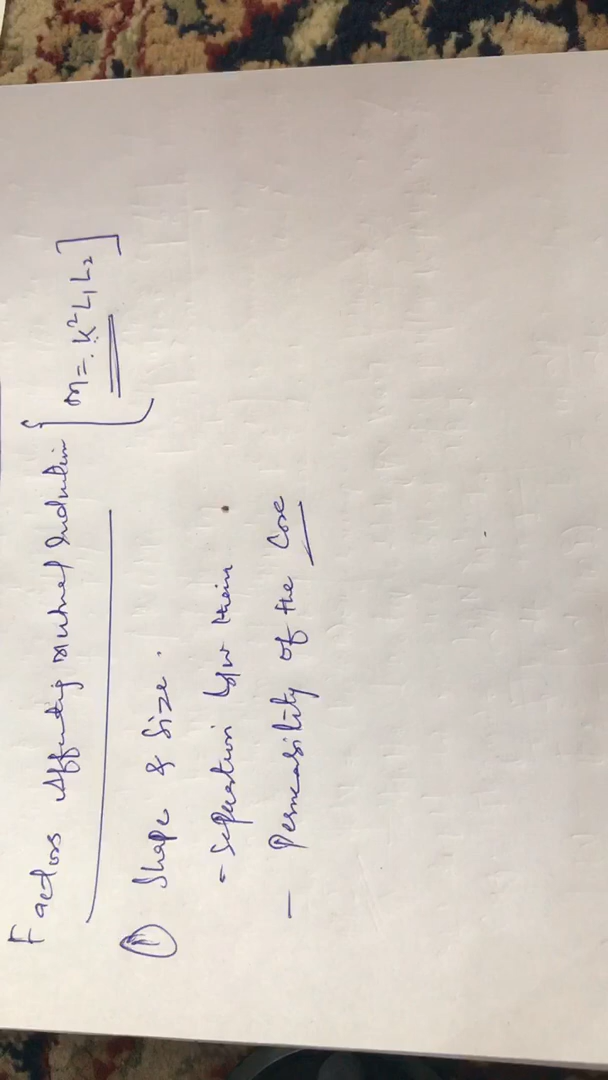 Factors Affecting Mutual Induction { [M = K²L₁L₂]
① Shape & Size.
- Separation b/w them.
- Permeability of the Core